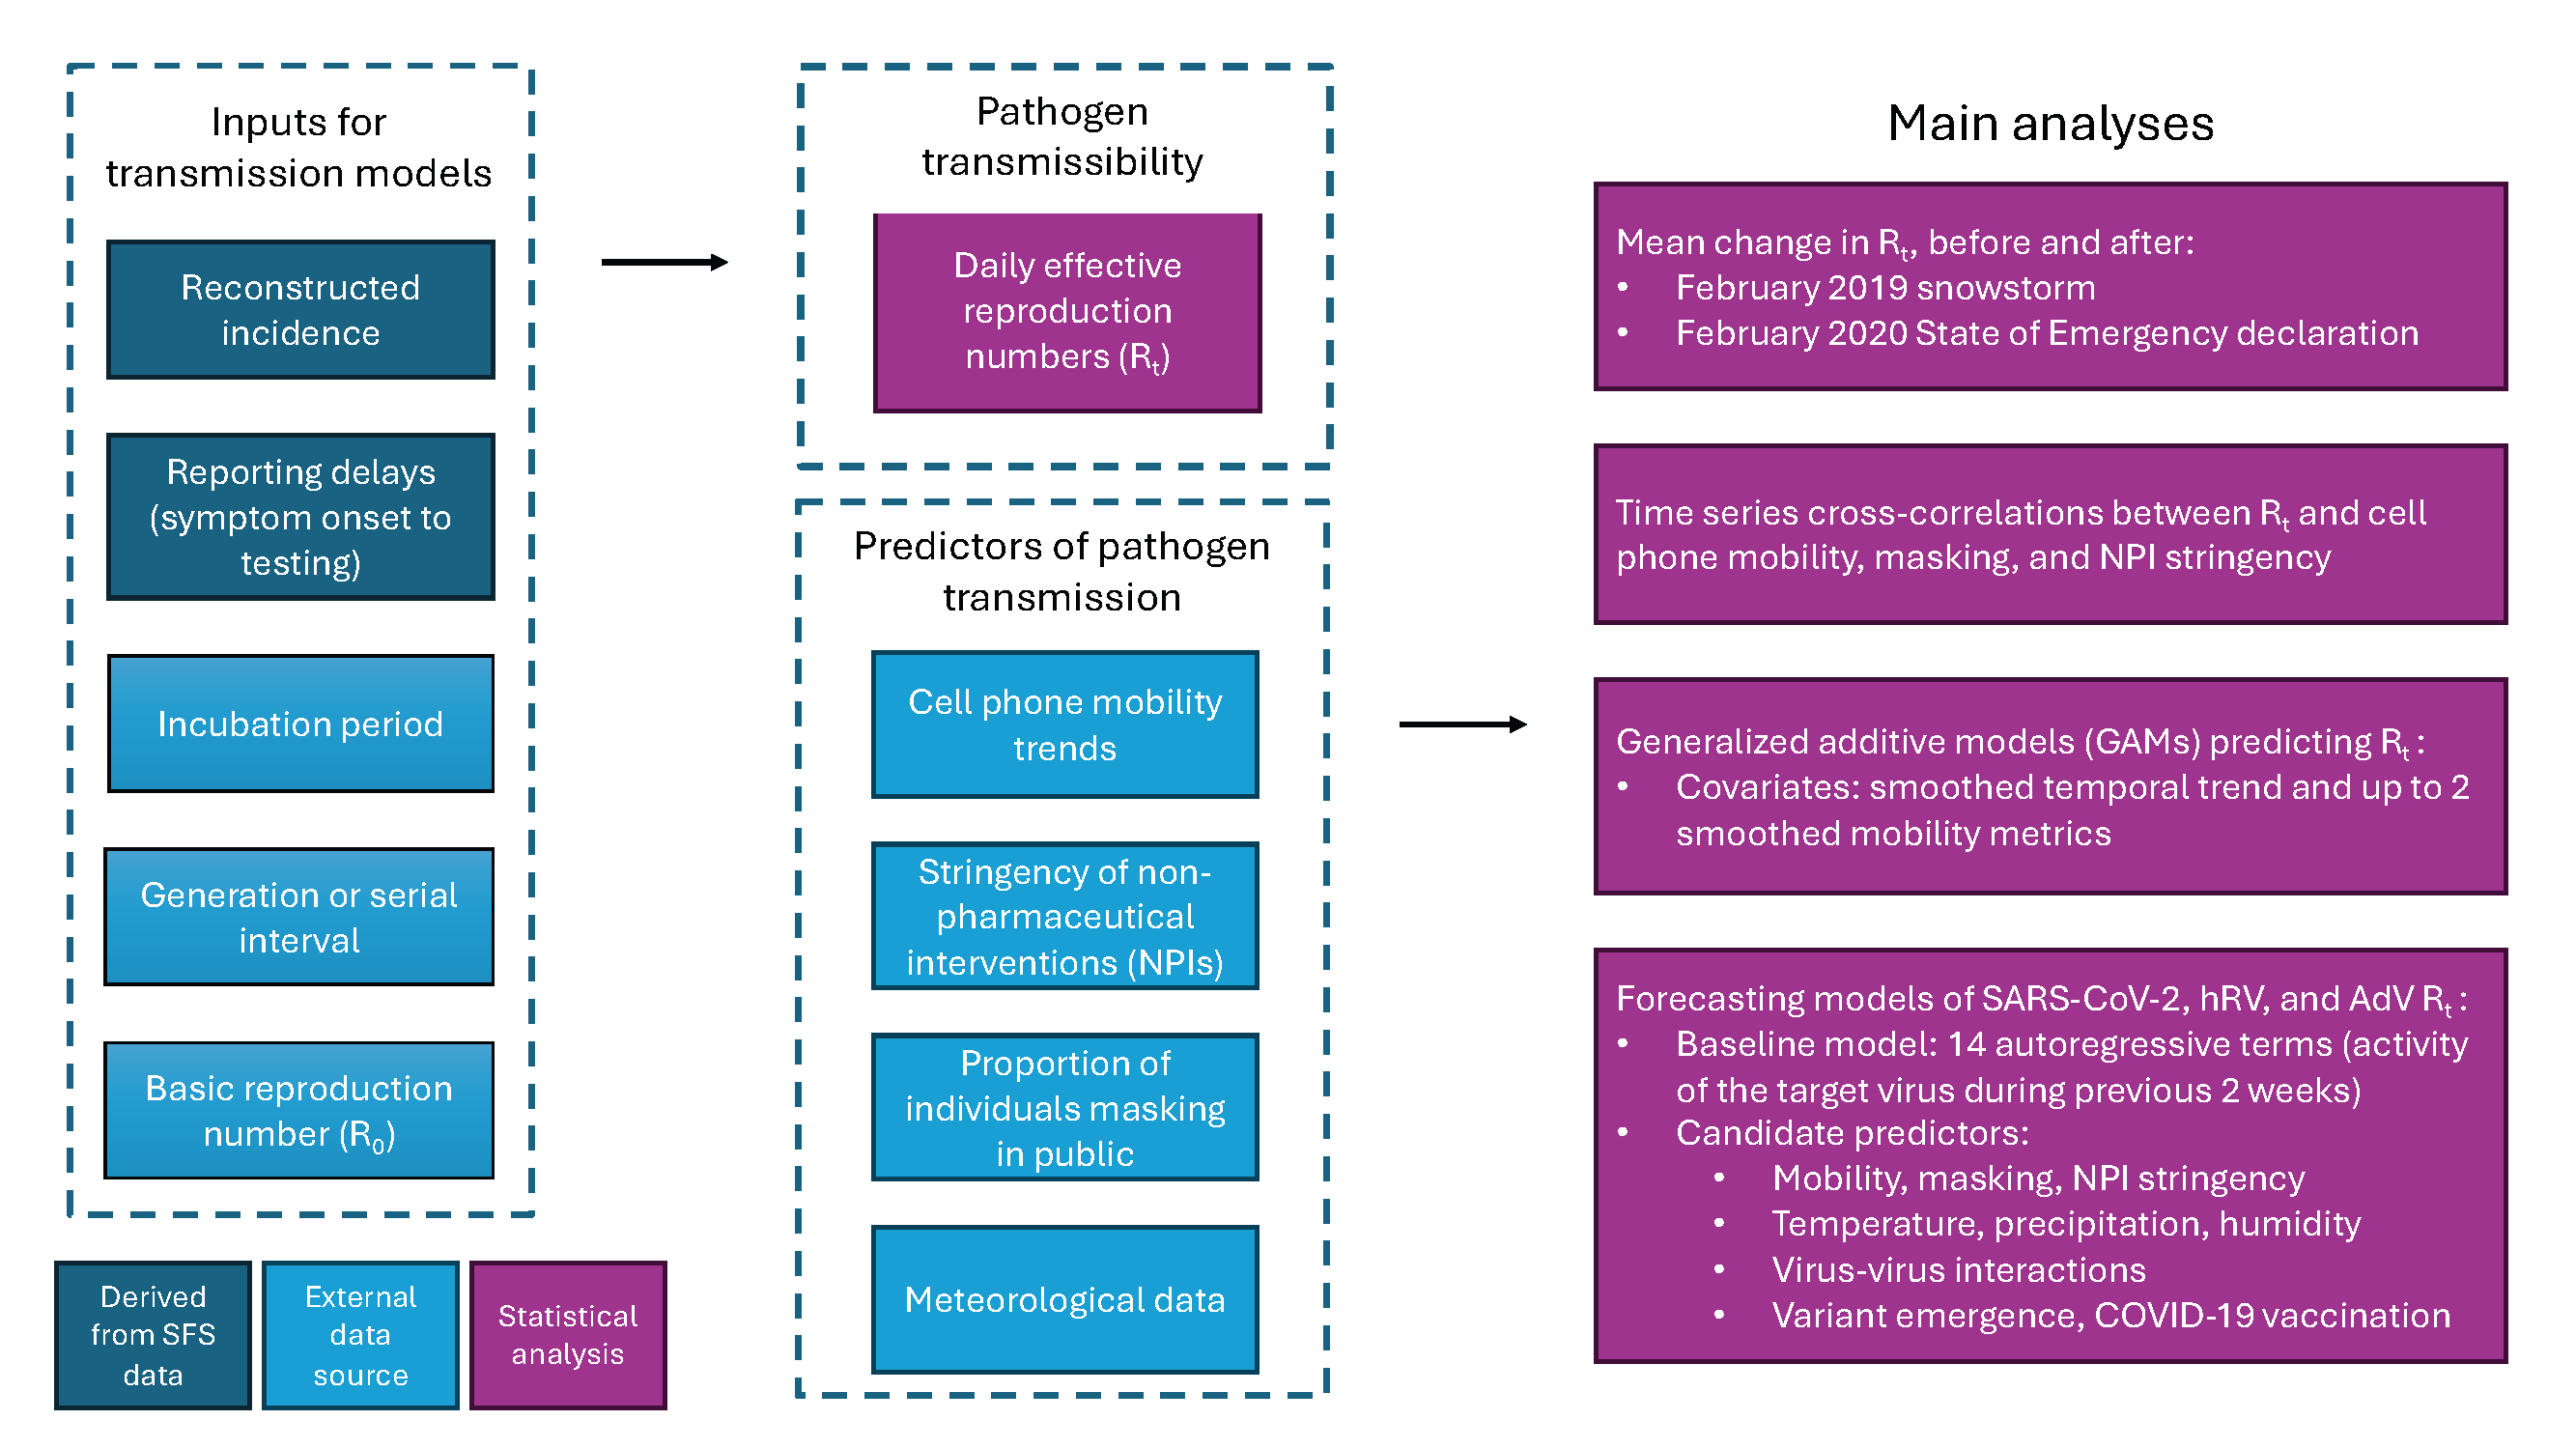 Inputs for
transmission models
Reconstructed
incidence
Reporting delays
(symptom onset to
testing)
Incubation period
Generation or serial
interval
Basic reproduction
number (R₀)
Derived
from SFS
data
External
data
source
Statistical
analysis
Pathogen
transmissibility
Daily effective
reproduction
numbers (Rₜ)
Predictors of pathogen
transmission
Cell phone mobility
trends
Stringency of non-
pharmaceutical
interventions (NPIs)
Proportion of
individuals masking
in public
Meteorological data
Main analyses
Mean change in Rₜ, before and after:
• February 2019 snowstorm
• February 2020 State of Emergency declaration
Time series cross-correlations between Rₜ and cell
phone mobility, masking, and NPI stringency
Generalized additive models (GAMs) predicting Rₜ :
• Covariates: smoothed temporal trend and up to 2
smoothed mobility metrics
Forecasting models of SARS-CoV-2, hRV, and AdV Rₜ :
• Baseline model: 14 autoregressive terms (activity
of the target virus during previous 2 weeks)
• Candidate predictors:
• Mobility, masking, NPI stringency
• Temperature, precipitation, humidity
• Virus-virus interactions
• Variant emergence, COVID-19 vaccination